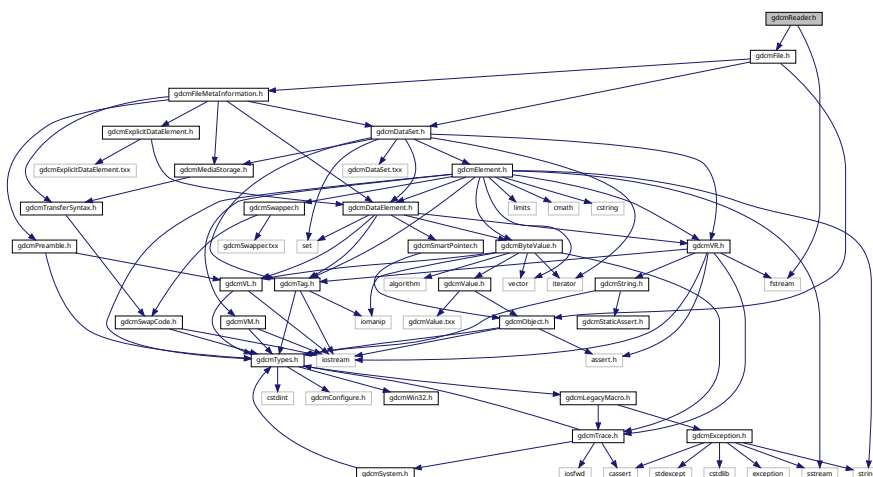 gdcmReader.h
gdcmFile.h
gdcmFileMetaInformation.h
gdcmExplicitDataElement.h
gdcmDataSet.h
gdcmExplicitDataElement.txx
gdcmMediaStorage.h
gdcmDataSet.txx
gdcmElement.h
gdcmTransferSyntax.h
gdcmSwapper.h
gdcmDataElement.h
limits
cmath
cstring
gdcmPreamble.h
gdcmSwapper.txx
set
gdcmSmartPointer.h
gdcmByteValue.h
gdcmVR.h
gdcmVL.h
gdcmTag.h
algorithm
gdcmValue.h
vector
iterator
gdcmString.h
fstream
gdcmSwapCode.h
gdcmVM.h
iomanip
gdcmValue.txx
gdcmObject.h
gdcmStaticAssert.h
gdcmTypes.h
iostream
assert.h
cstdint
gdcmConfigure.h
gdcmWin32.h
gdcmLegacyMacro.h
gdcmTrace.h
gdcmException.h
gdcmSystem.h
iosfwd
cassert
stdexcept
cstdlib
exception
sstream